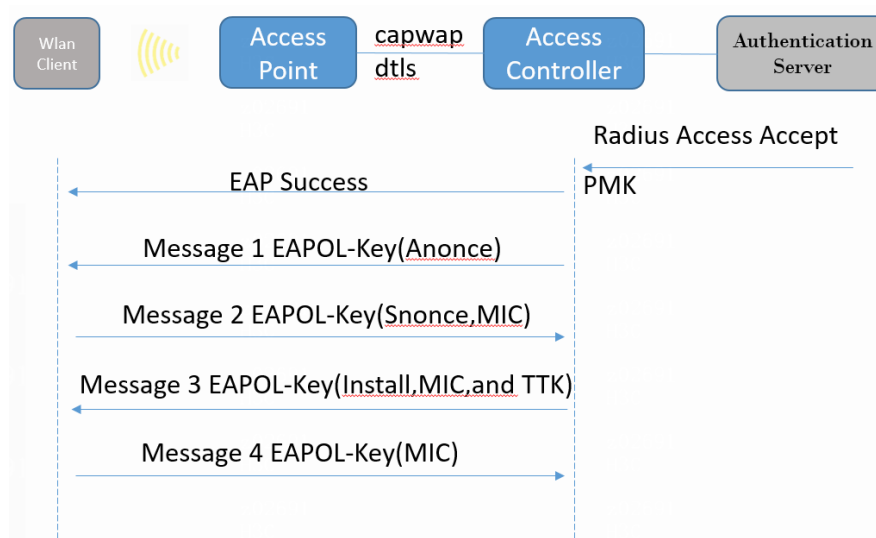 Wlan
Client
Access
Point
capwap
dtls
Access
Controller
Authentication
Server
Radius Access Accept
EAP Success
PMK
Message 1 EAPOL-Key(Anonce)
Message 2 EAPOL-Key(Snonce,MIC)
Message 3 EAPOL-Key(Install,MIC,and TTK)
Message 4 EAPOL-Key(MIC)